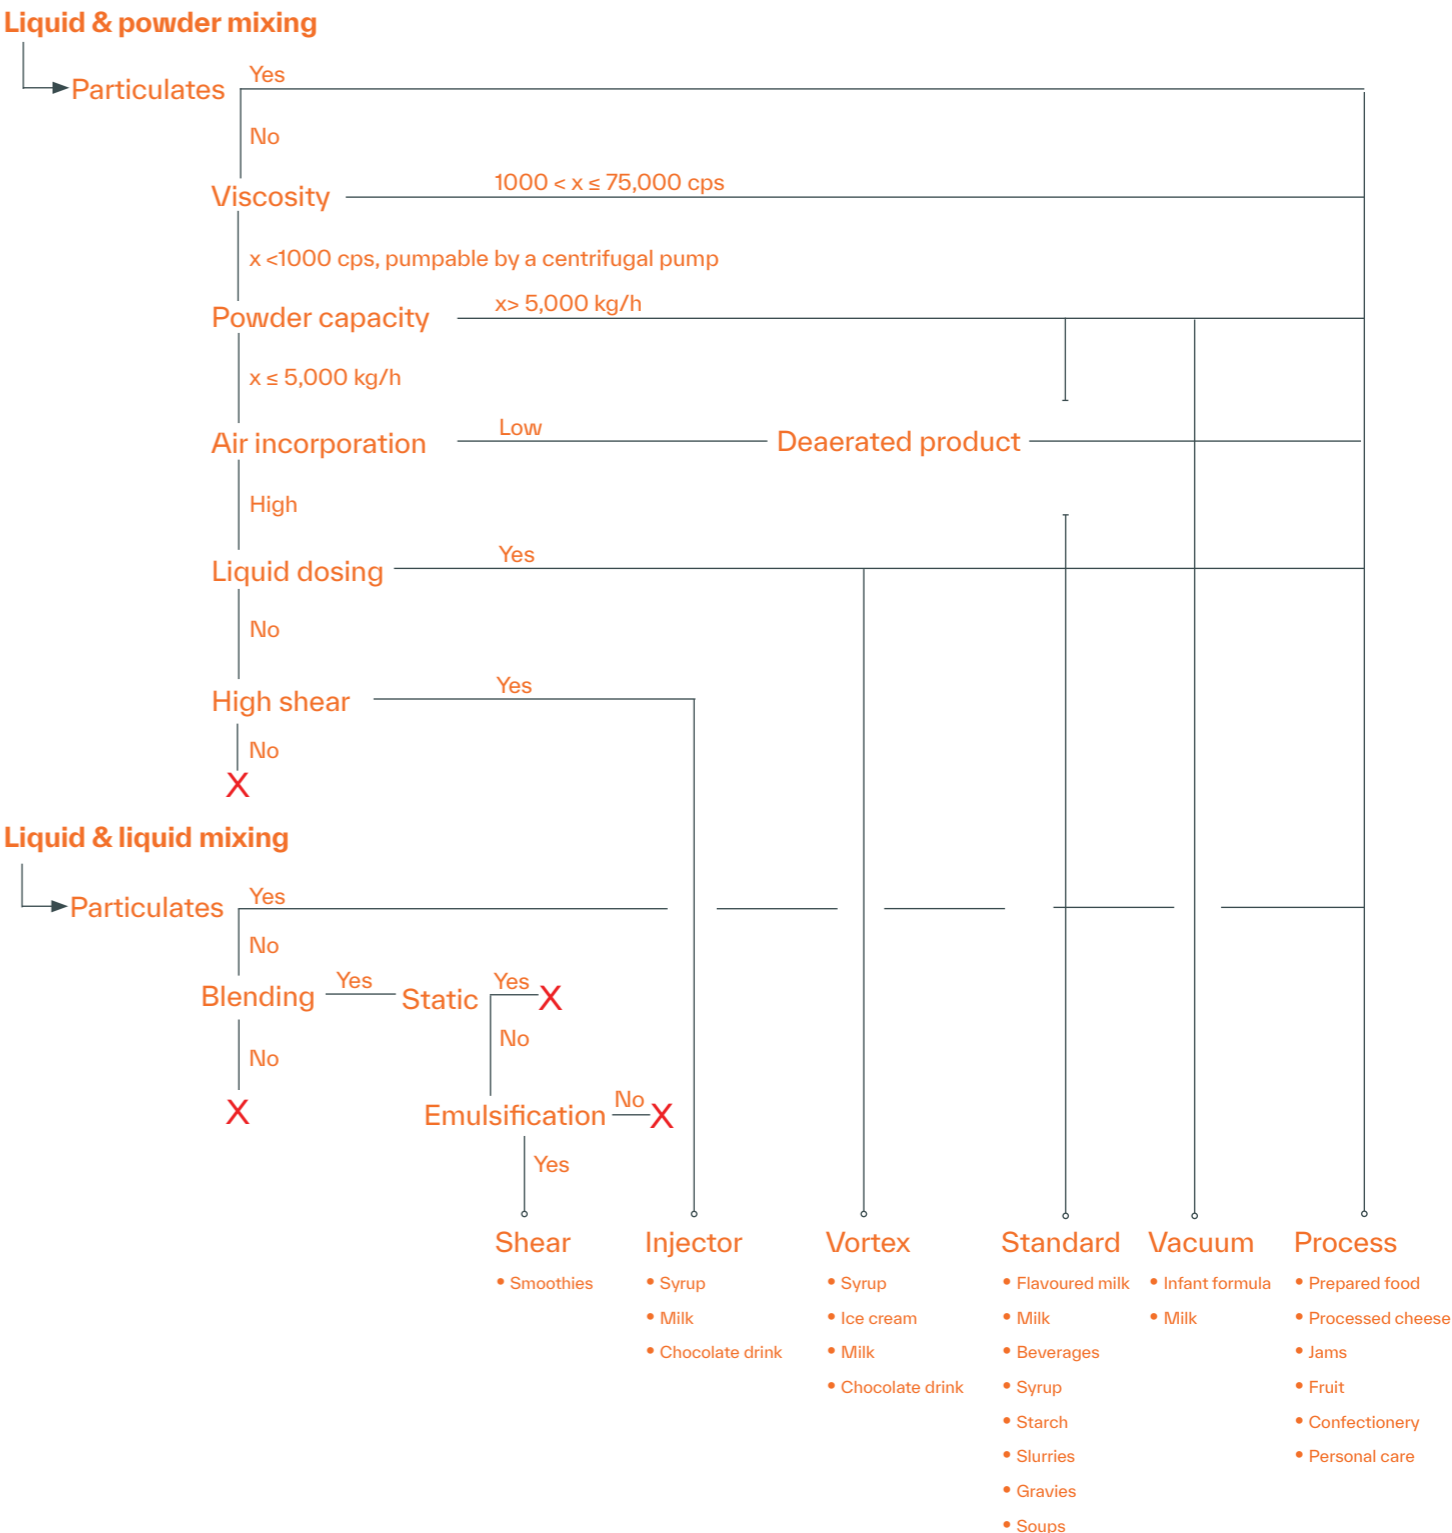 Liquid & powder mixing
Particulates
Yes
No
Viscosity
1000 < x ≤ 75,000 cps
x <1000 cps, pumpable by a centrifugal pump
Powder capacity
x> 5,000 kg/h
x ≤ 5,000 kg/h
Air incorporation
Low
Deaerated product
High
Liquid dosing
Yes
No
High shear
Yes
No
X
Liquid & liquid mixing
Particulates
Yes
No
Blending
Yes
Static
Yes
X
No
No
X
Emulsification
No
X
Yes
Shear
• Smoothies
Injector
• Syrup
• Milk
• Chocolate drink
Vortex
• Syrup
• Ice cream
• Milk
• Chocolate drink
Standard
• Flavoured milk
• Milk
• Beverages
• Syrup
• Starch
• Slurries
• Gravies
• Soups
Vacuum
• Infant formula
• Milk
Process
• Prepared food
• Processed cheese
• Jams
• Fruit
• Confectionery
• Personal care